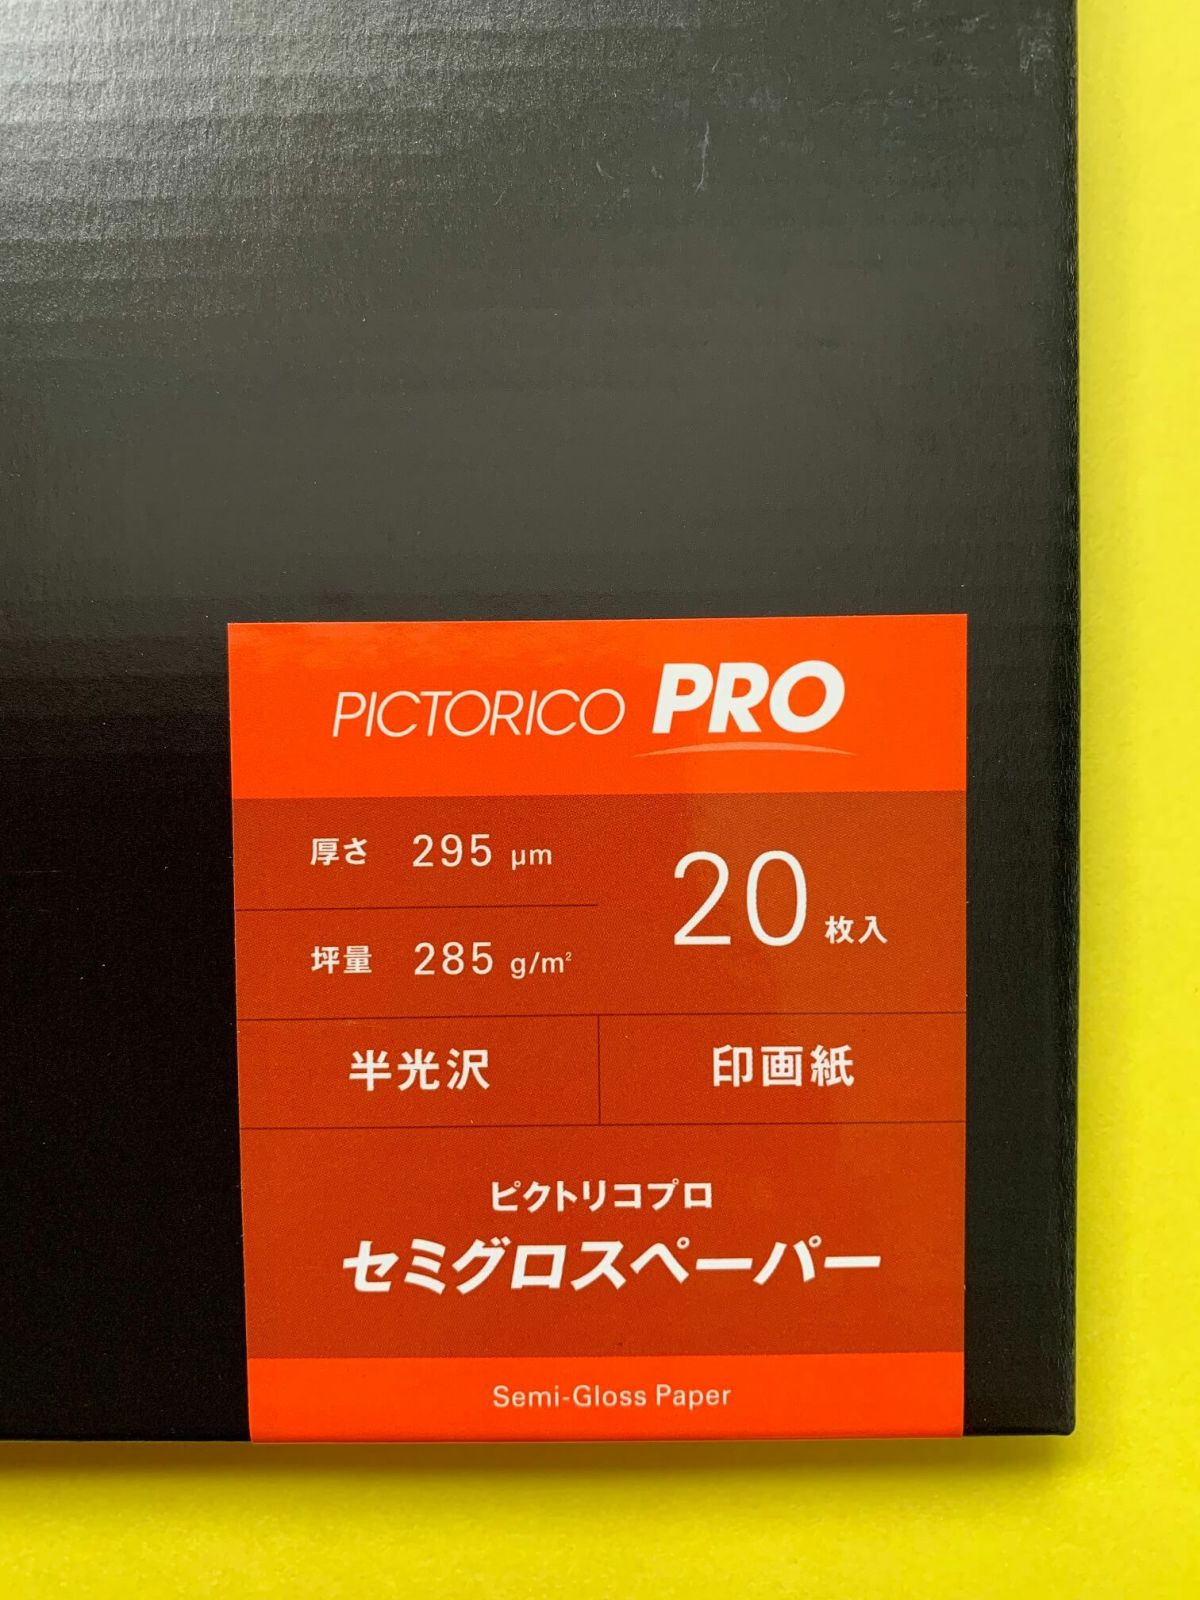 PICTORICO PRO
厚さ 295 µm
20 枚入
坪量 285 g/m²
半光沢
印画紙
ピクトリコプロ
セミグロスペーパー
Semi-Gloss Paper